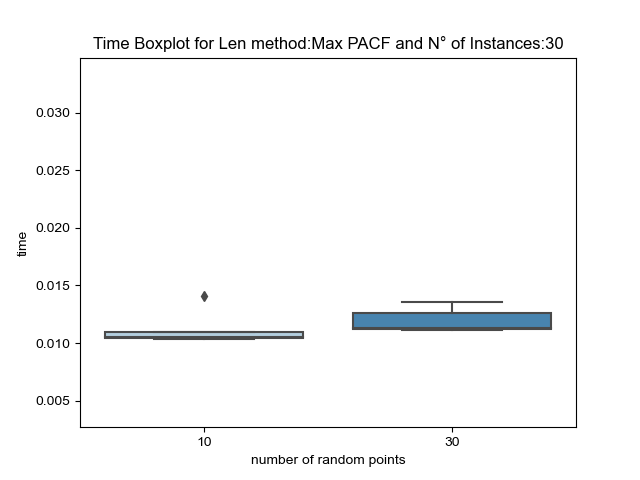 Time Boxplot for Len method:Max PACF and N° of Instances:30
0.030
0.025
0.020
0.015
0.010
0.005
time
10
30
number of random points